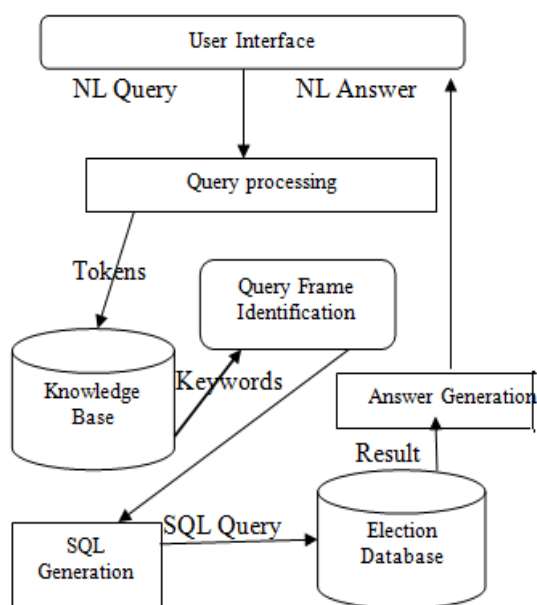 User Interface
NL Query
NL Answer
Query processing
Tokens
Query Frame
Identification
Knowledge
Base
Keywords
Answer Generation
Result
SQL Query
SQL
Generation
Election
Database